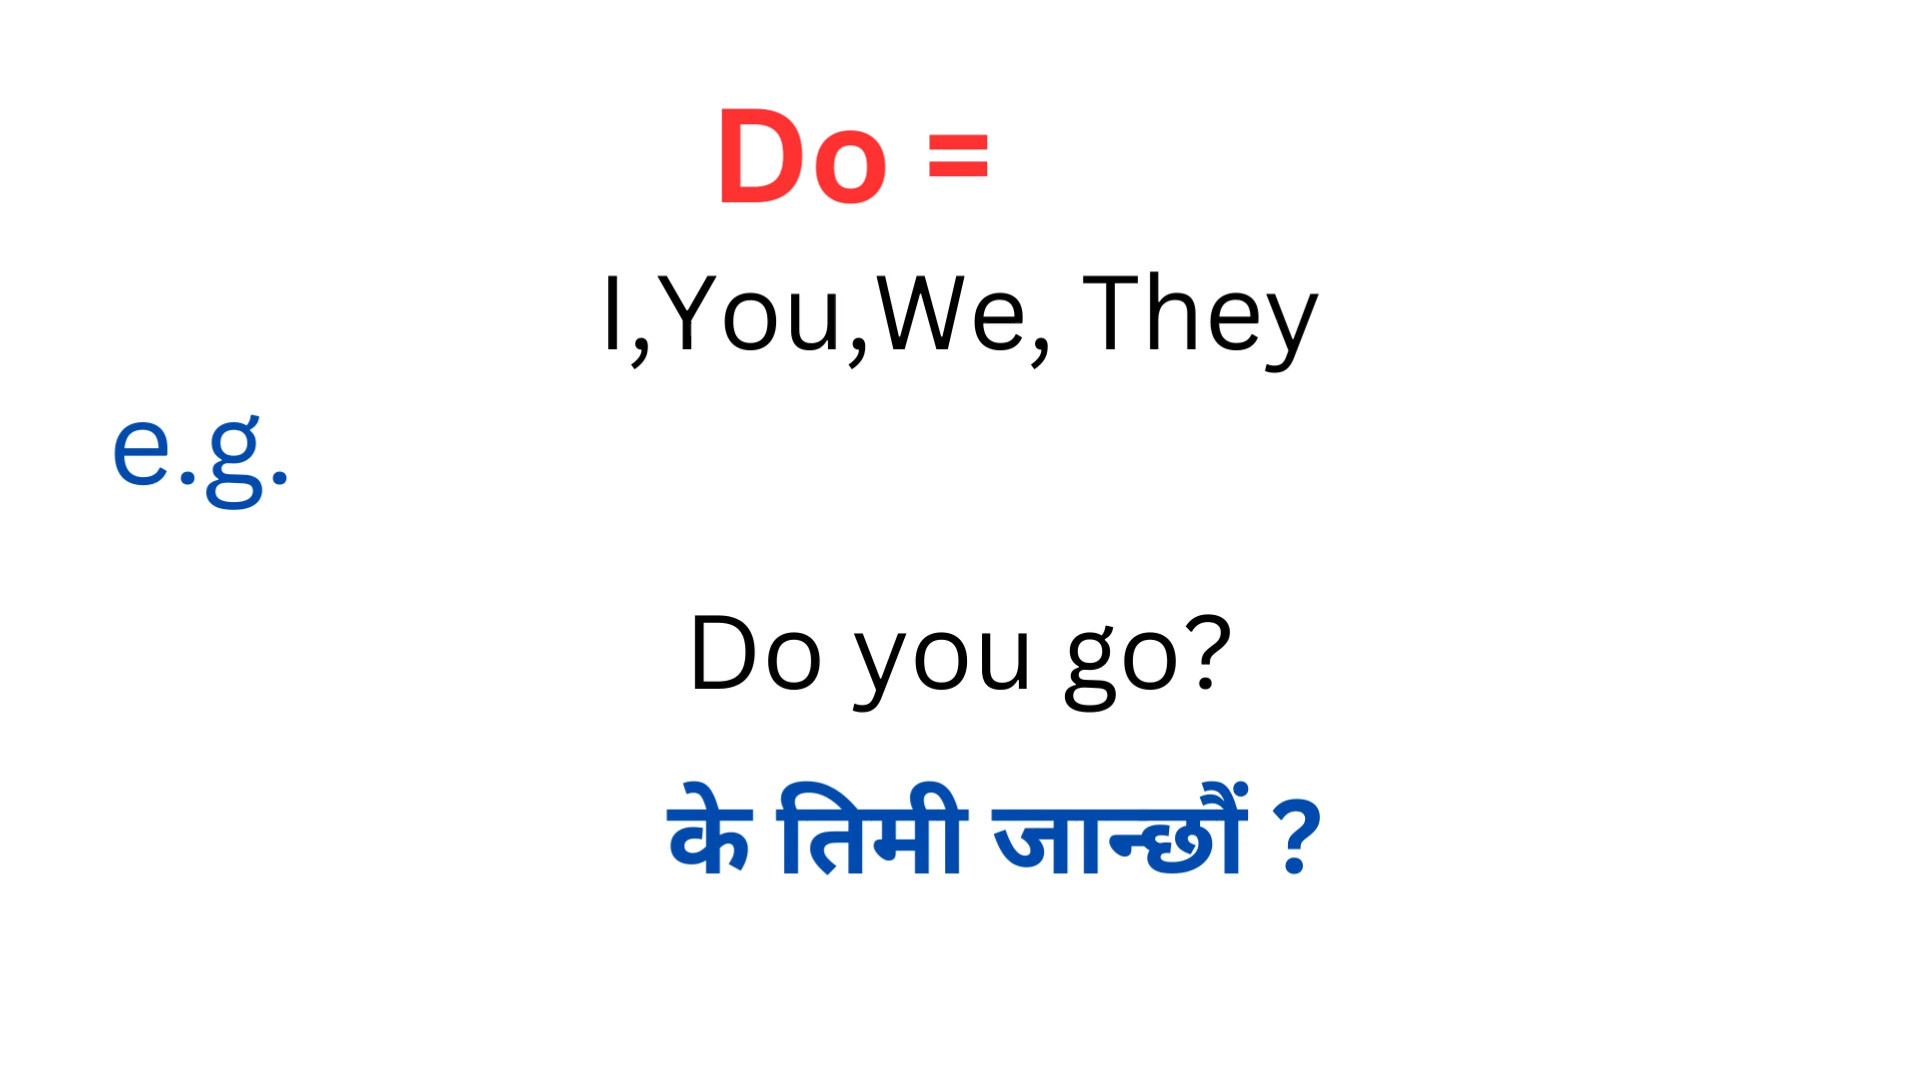 Do =
I,You,We, They
e.g.
Do you go?
के तिमी जान्छौं ?